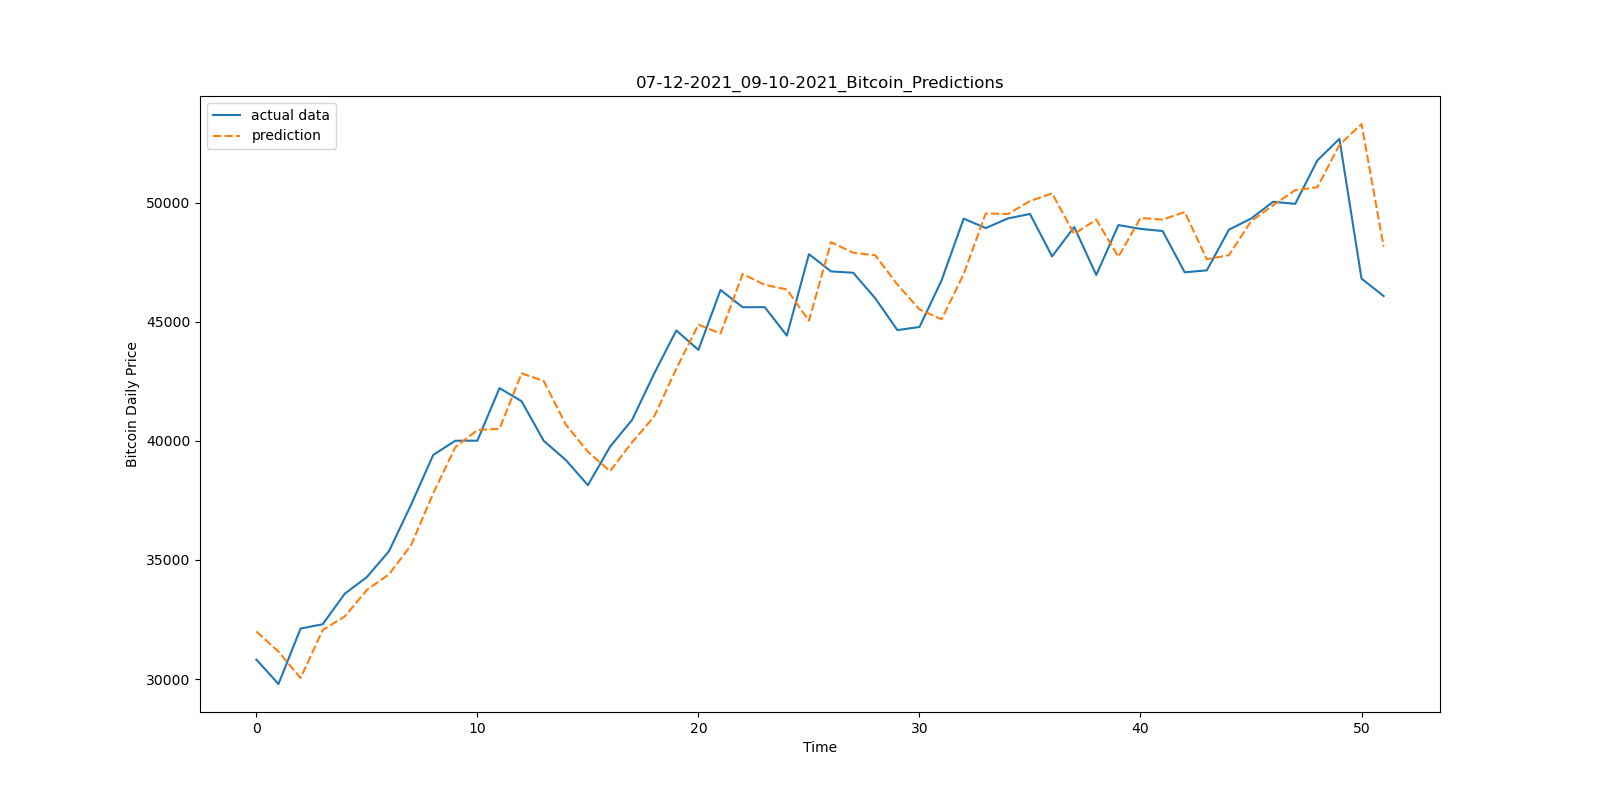 07-12-2021_09-10-2021_Bitcoin_Predictions
actual data
prediction
50000
45000
40000
35000
30000
Bitcoin Daily Price
0 10 20 30 40 50
Time